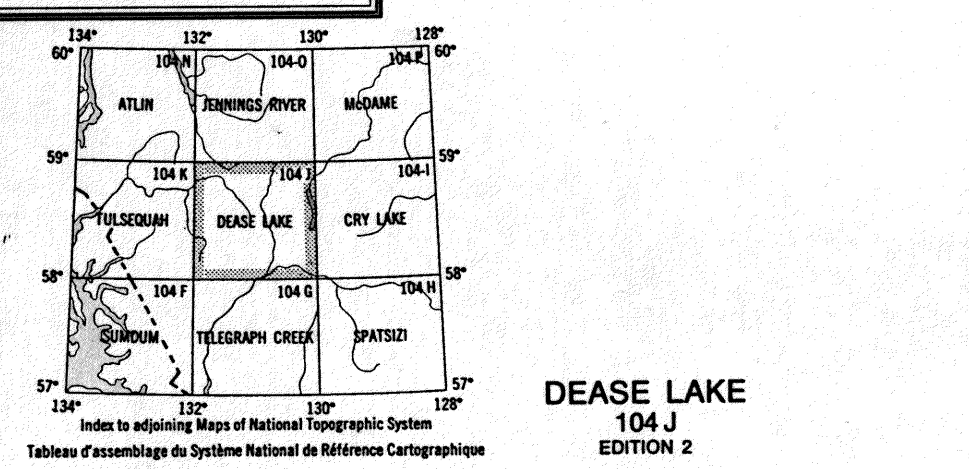 134° 132° 130° 128°
60° 104 N 104-O 104 P 60°
ATLIN JENNINGS RIVER McDAME
59° 59°
104 K 104 J 104-I
TULSEQUAH DEASE LAKE CRY LAKE
58° 58°
104 F 104 G 104 H
SUMDUM TELEGRAPH CREEK SPATSIZI
57° 57°
134° 132° 130° 128°
Index to adjoining Maps of National Topographic System
Tableau d'assemblage du Système National de Référence Cartographique
DEASE LAKE
104 J
EDITION 2